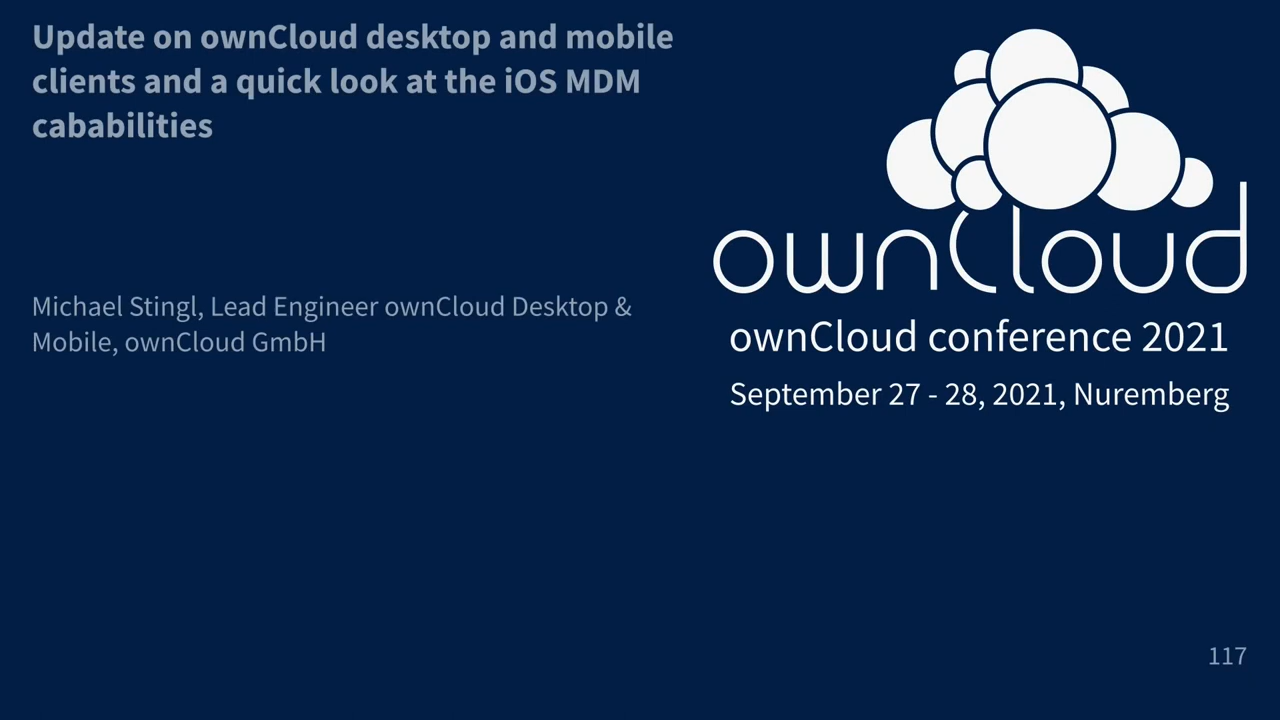 Update on ownCloud desktop and mobile
clients and a quick look at the iOS MDM
cababilities
Michael Stingl, Lead Engineer ownCloud Desktop &
Mobile, ownCloud GmbH
ownCloud
ownCloud conference 2021
September 27 - 28, 2021, Nuremberg
117